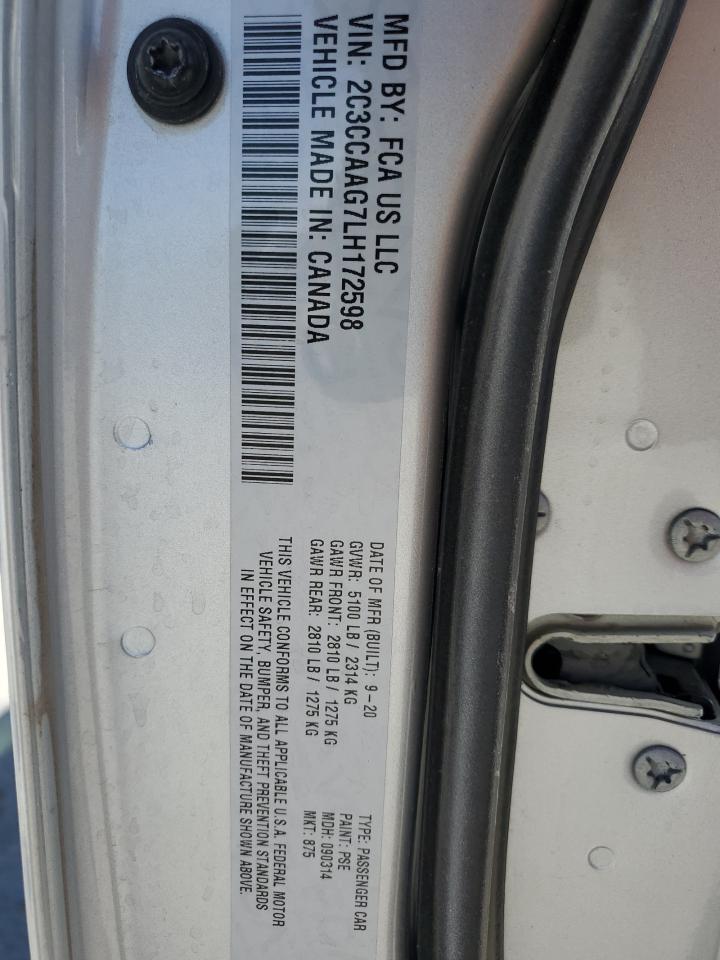 MFD BY: FCA US LLC
VIN: 2C3CCAAG7LH172598
VEHICLE MADE IN: CANADA
DATE OF MFR (BUILT): 9-20
GVWR: 5100 LB / 2314 KG
GAWR FRONT: 2810 LB / 1275 KG
GAWR REAR: 2810 LB / 1275 KG
TYPE: PASSENGER CAR
PAINT: PSE
MDH: 090314
MKT: 875
THIS VEHICLE CONFORMS TO ALL APPLICABLE U.S.A. FEDERAL MOTOR
VEHICLE SAFETY, BUMPER, AND THEFT PREVENTION STANDARDS
IN EFFECT ON THE DATE OF MANUFACTURE SHOWN ABOVE.